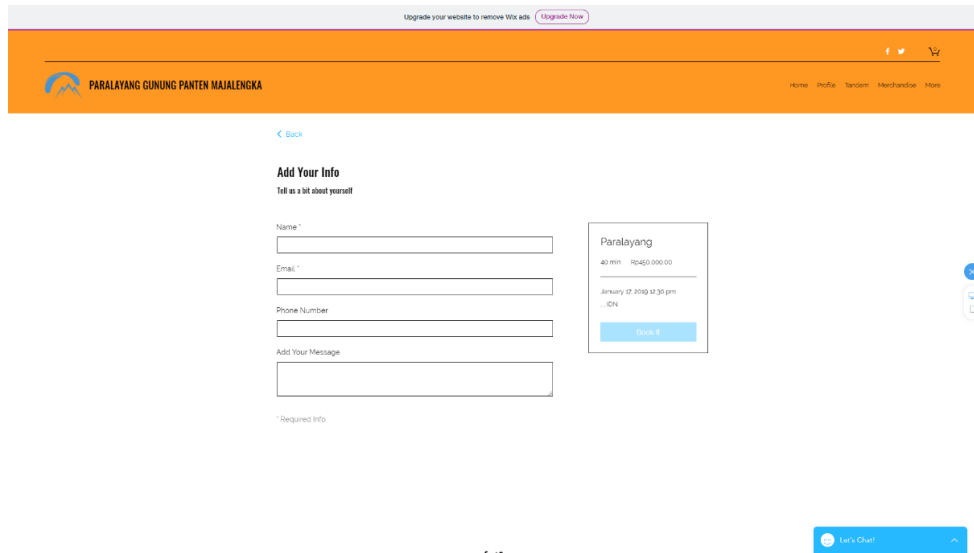 Upgrade your website to remove Wix ads Upgrade Now
PARALAYANG GUNUNG PANTEN MAJALENGKA
Home Profile Tandem Merchandise More
Back
Add Your Info
Tell us a bit about yourself
Name *
Email *
Phone Number
Add Your Message
* Required Info
Paralayang
40 min Rp450.000.00
January 17, 2019 12:30 pm
... IDN
Book It
Let's Chat!